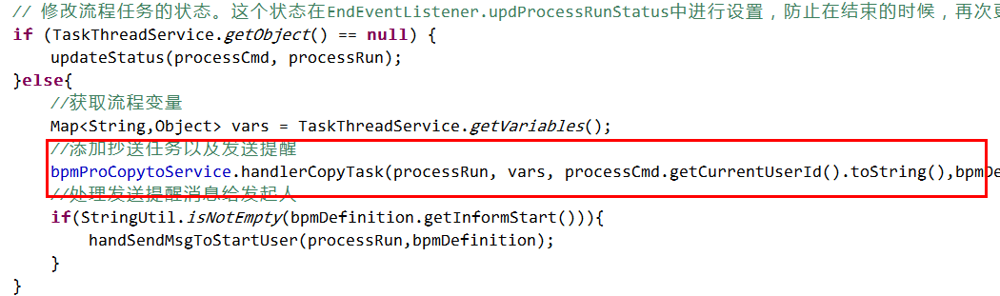 // 修改流程任务的状态。这个状态在EndEventListener.updProcessRunStatus中进行设置，防止在结束的时候，再次
if (TaskThreadService.getObject() == null) {
updateStatus(processCmd, processRun);
}else{
//获取流程变量
Map<String,Object> vars = TaskThreadService.getVariables();
//添加抄送任务以及发送提醒
bpmProCopytoService.handlerCopyTask(processRun, vars, processCmd.getCurrentUserId().toString(),bpmDe
//处理发送提醒消息给发起人
if(StringUtil.isNotEmpty(bpmDefinition.getInformStart())){
handSendMsgToStartUser(processRun,bpmDefinition);
}
}